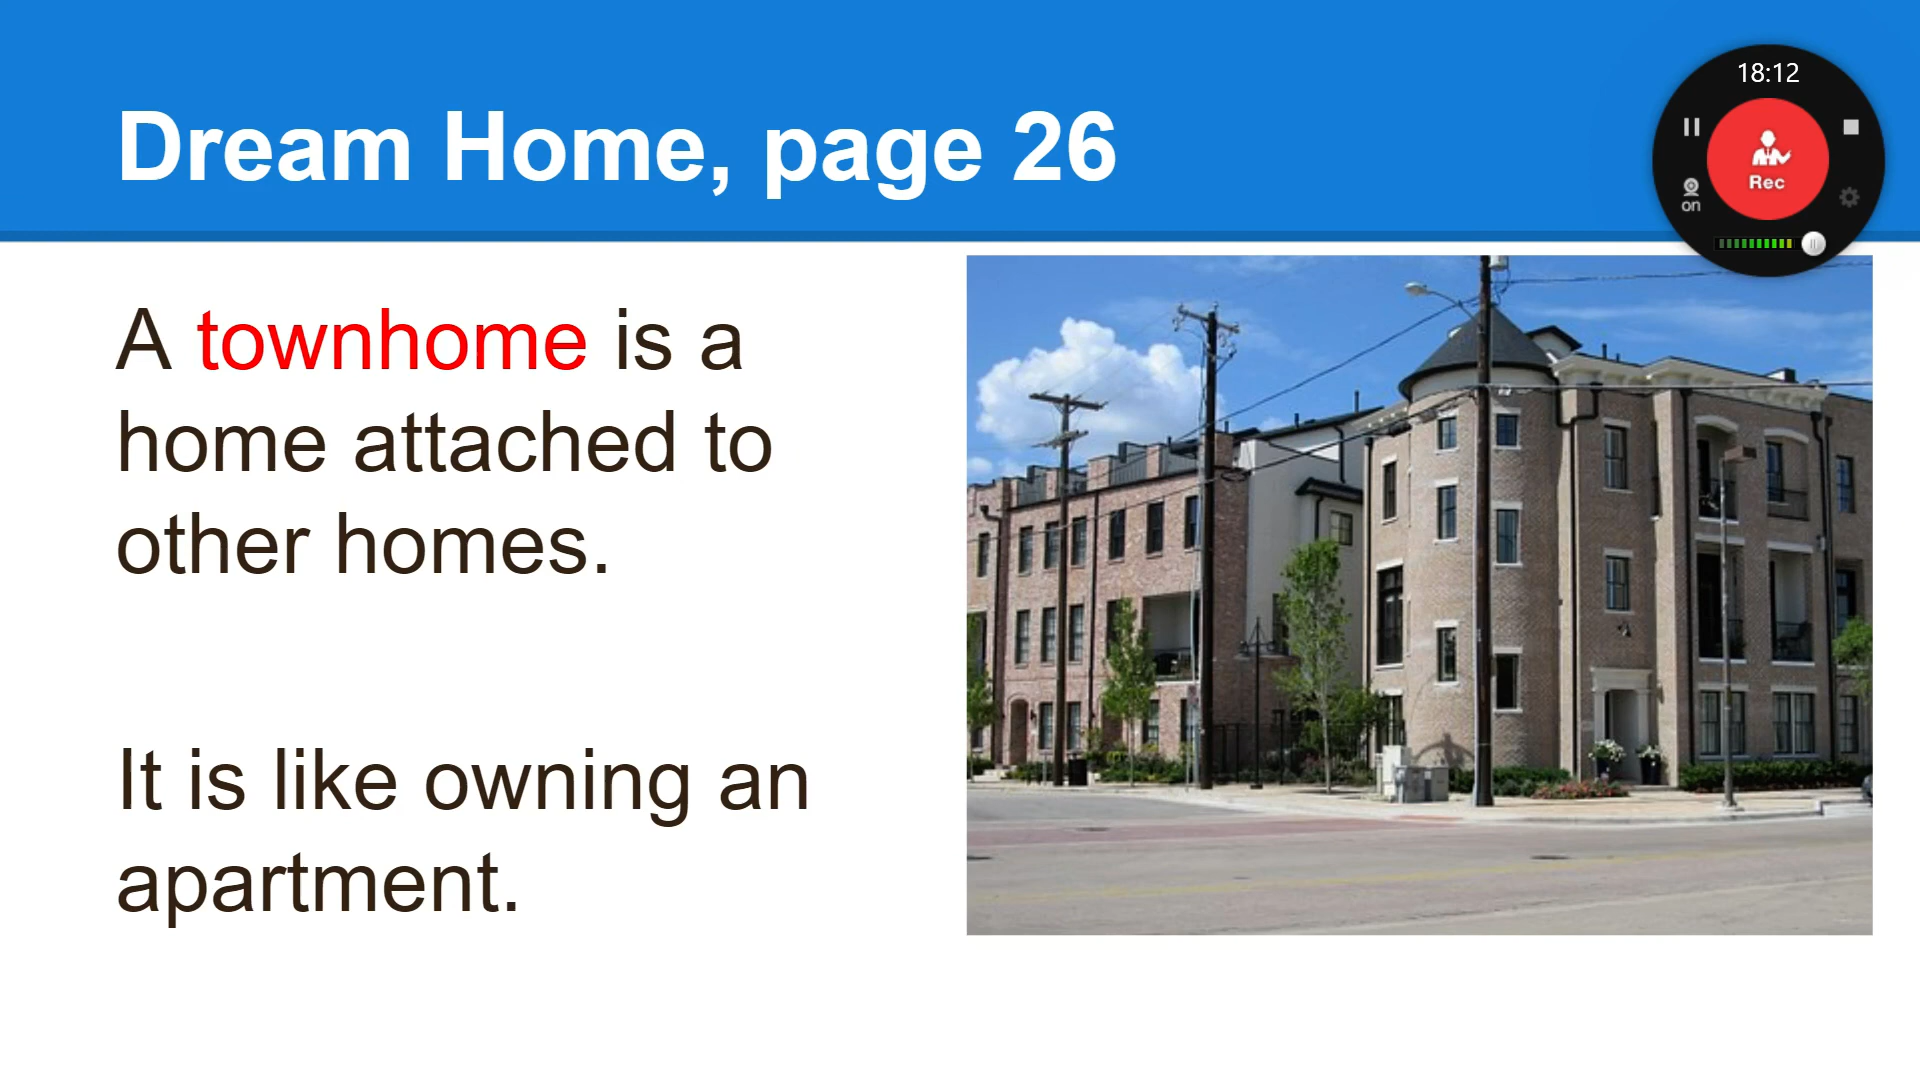 Dream Home, page 26
18:12
Rec
on
A townhome is a
home attached to
other homes.
It is like owning an
apartment.